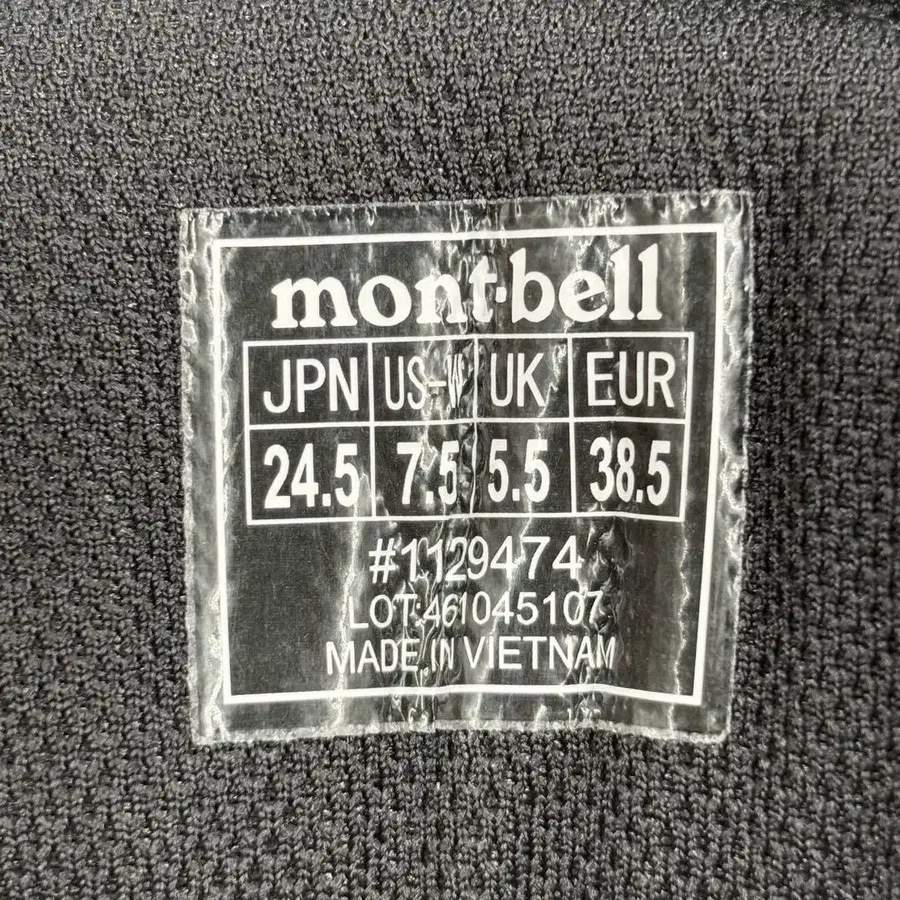 mont·bell
JPN US-W UK EUR
24.5 7.5 5.5 38.5
#1129474
LOT:461045107
MADE IN VIETNAM